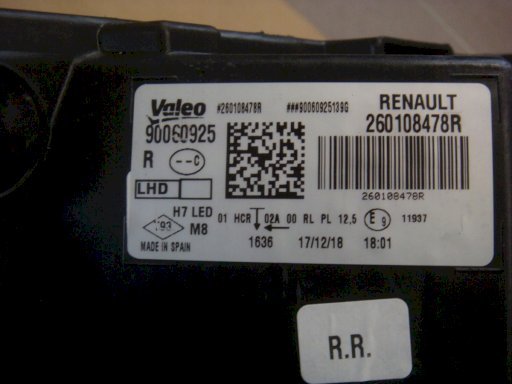 Valeo #260108478R ###90060925139G RENAULT
90060925 260108478R
R --C
260108478R
LHD
H7 LED 01 HCR 02A 00 RL PL 12,5 E9 11937
M8
MADE IN SPAIN 1636 17/12/18 18:01
R.R.